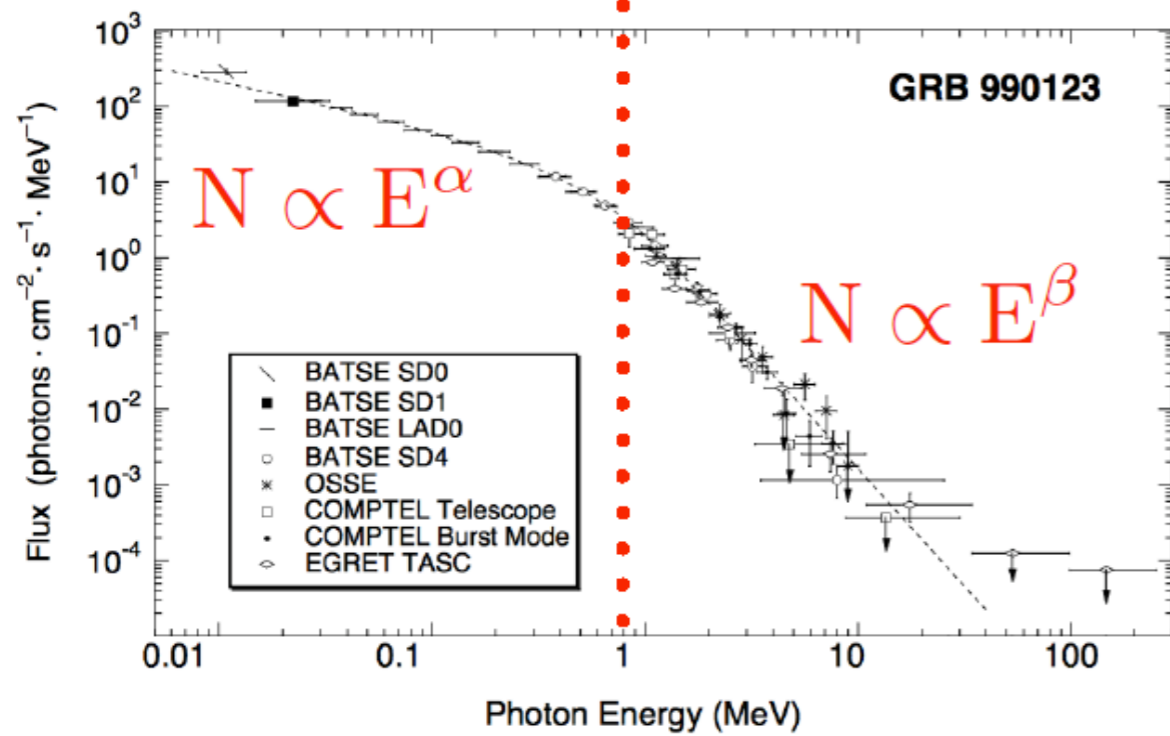 GRB 990123
N ∝ E^α
N ∝ E^β
Flux (photons · cm⁻² · s⁻¹ · MeV⁻¹)
10³
10²
10¹
10⁰
10⁻¹
10⁻²
10⁻³
10⁻⁴
BATSE SD0
BATSE SD1
BATSE LAD0
BATSE SD4
OSSE
COMPTEL Telescope
COMPTEL Burst Mode
EGRET TASC
0.01 0.1 1 10 100
Photon Energy (MeV)